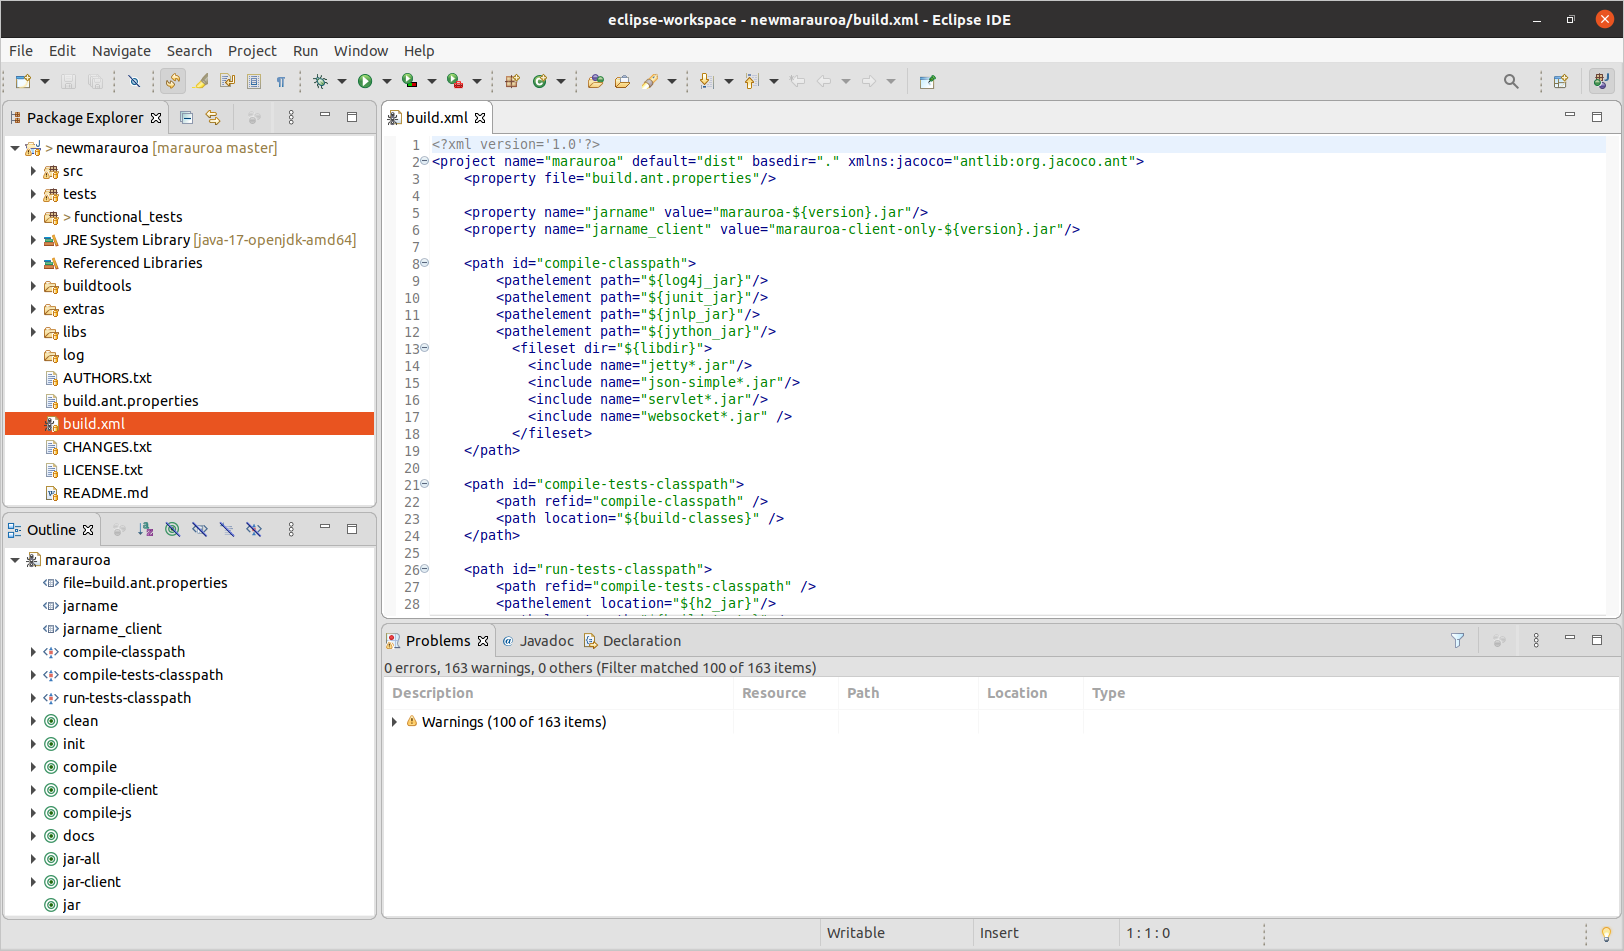 eclipse-workspace - newmarauroa/build.xml - Eclipse IDE
File Edit Navigate Search Project Run Window Help
Package Explorer
> newmarauroa [marauroa master]
src
tests
> functional_tests
JRE System Library [java-17-openjdk-amd64]
Referenced Libraries
buildtools
extras
libs
log
AUTHORS.txt
build.ant.properties
build.xml
CHANGES.txt
LICENSE.txt
README.md
Outline
marauroa
file=build.ant.properties
jarname
jarname_client
compile-classpath
compile-tests-classpath
run-tests-classpath
clean
init
compile
compile-client
compile-js
docs
jar-all
jar-client
jar
build.xml
1 <?xml version='1.0'?>
2 <project name="marauroa" default="dist" basedir="." xmlns:jacoco="antlib:org.jacoco.ant">
3 <property file="build.ant.properties"/>
4
5 <property name="jarname" value="marauroa-${version}.jar"/>
6 <property name="jarname_client" value="marauroa-client-only-${version}.jar"/>
7
8 <path id="compile-classpath">
9 <pathelement path="${log4j_jar}"/>
10 <pathelement path="${junit_jar}"/>
11 <pathelement path="${jnlp_jar}"/>
12 <pathelement path="${jython_jar}"/>
13 <fileset dir="${libdir}">
14 <include name="jetty*.jar"/>
15 <include name="json-simple*.jar"/>
16 <include name="servlet*.jar"/>
17 <include name="websocket*.jar" />
18 </fileset>
19 </path>
20
21 <path id="compile-tests-classpath">
22 <path refid="compile-classpath" />
23 <path location="${build-classes}" />
24 </path>
25
26 <path id="run-tests-classpath">
27 <path refid="compile-tests-classpath" />
28 <pathelement location="${h2_jar}"/>
Problems @ Javadoc Declaration
0 errors, 163 warnings, 0 others (Filter matched 100 of 163 items)
Description Resource Path Location Type
Warnings (100 of 163 items)
Writable Insert 1 : 1 : 0